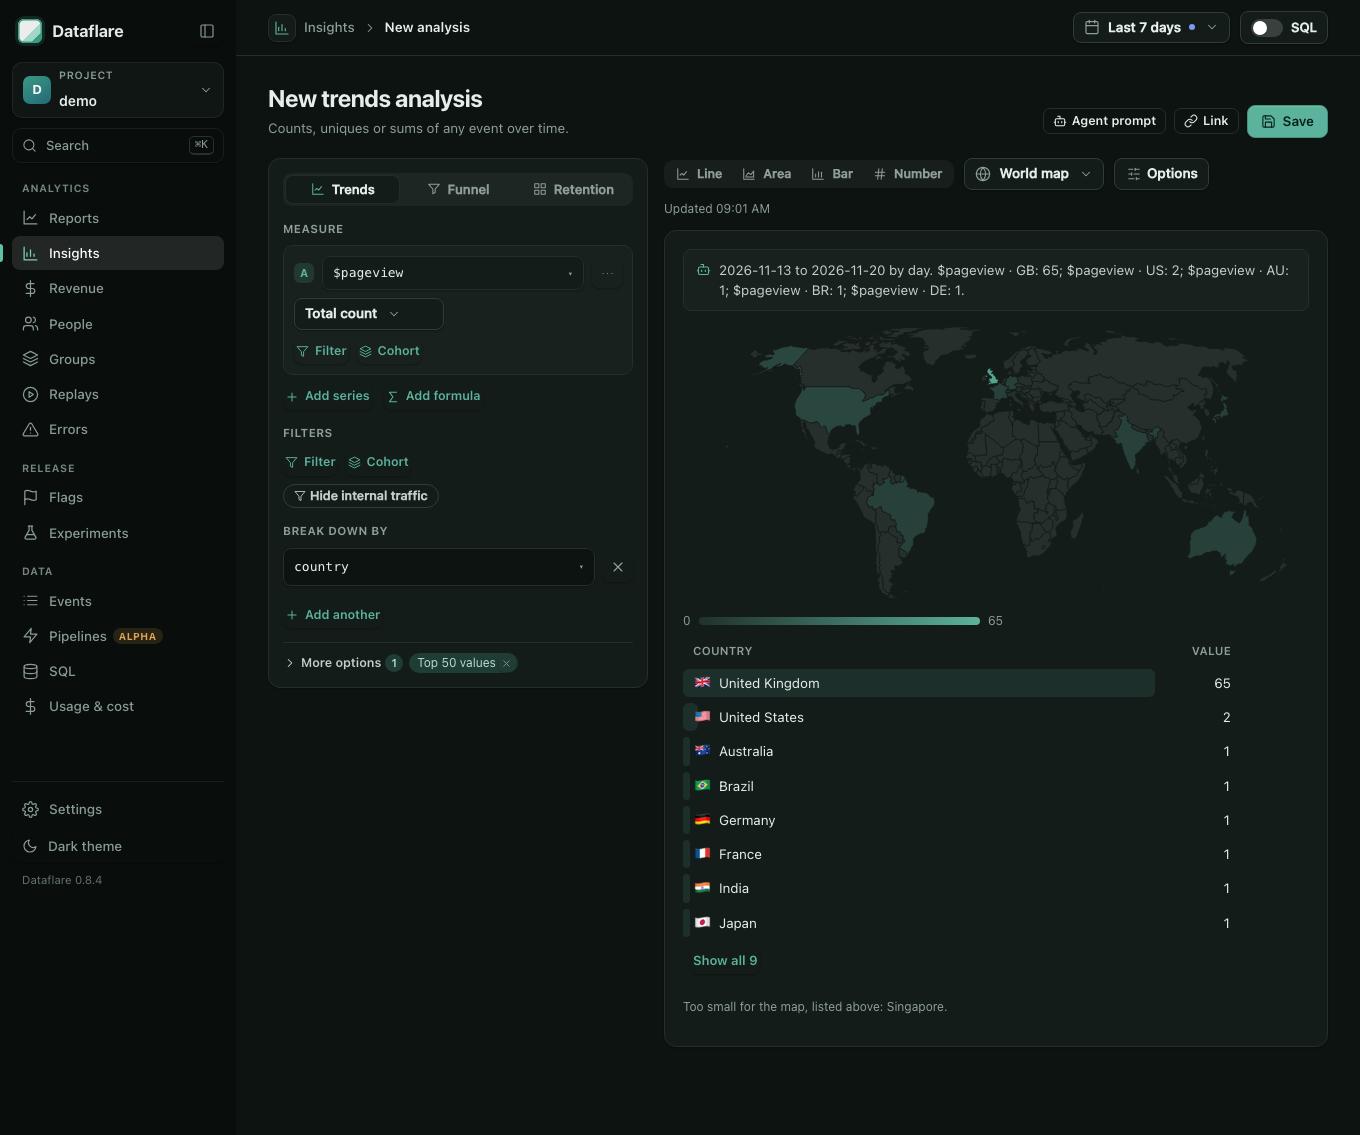 Dataflare
PROJECT
D
demo
Search
⌘K
ANALYTICS
Reports
Insights
Revenue
People
Groups
Replays
Errors
RELEASE
Flags
Experiments
DATA
Events
Pipelines ALPHA
SQL
Usage & cost
Settings
Dark theme
Dataflare 0.8.4
Insights
New analysis
Last 7 days
SQL
New trends analysis
Counts, uniques or sums of any event over time.
Agent prompt
Link
Save
Trends
Funnel
Retention
MEASURE
A
$pageview
...
Total count
Filter
Cohort
Add series
Add formula
FILTERS
Filter
Cohort
Hide internal traffic
BREAK DOWN BY
country
Add another
More options 1
Top 50 values
Line
Area
Bar
Number
World map
Options
Updated 09:01 AM
2026-11-13 to 2026-11-20 by day. $pageview · GB: 65; $pageview · US: 2; $pageview · AU:
1; $pageview · BR: 1; $pageview · DE: 1.
0
65
COUNTRY VALUE
United Kingdom 65
United States 2
Australia 1
Brazil 1
Germany 1
France 1
India 1
Japan 1
Show all 9
Too small for the map, listed above: Singapore.